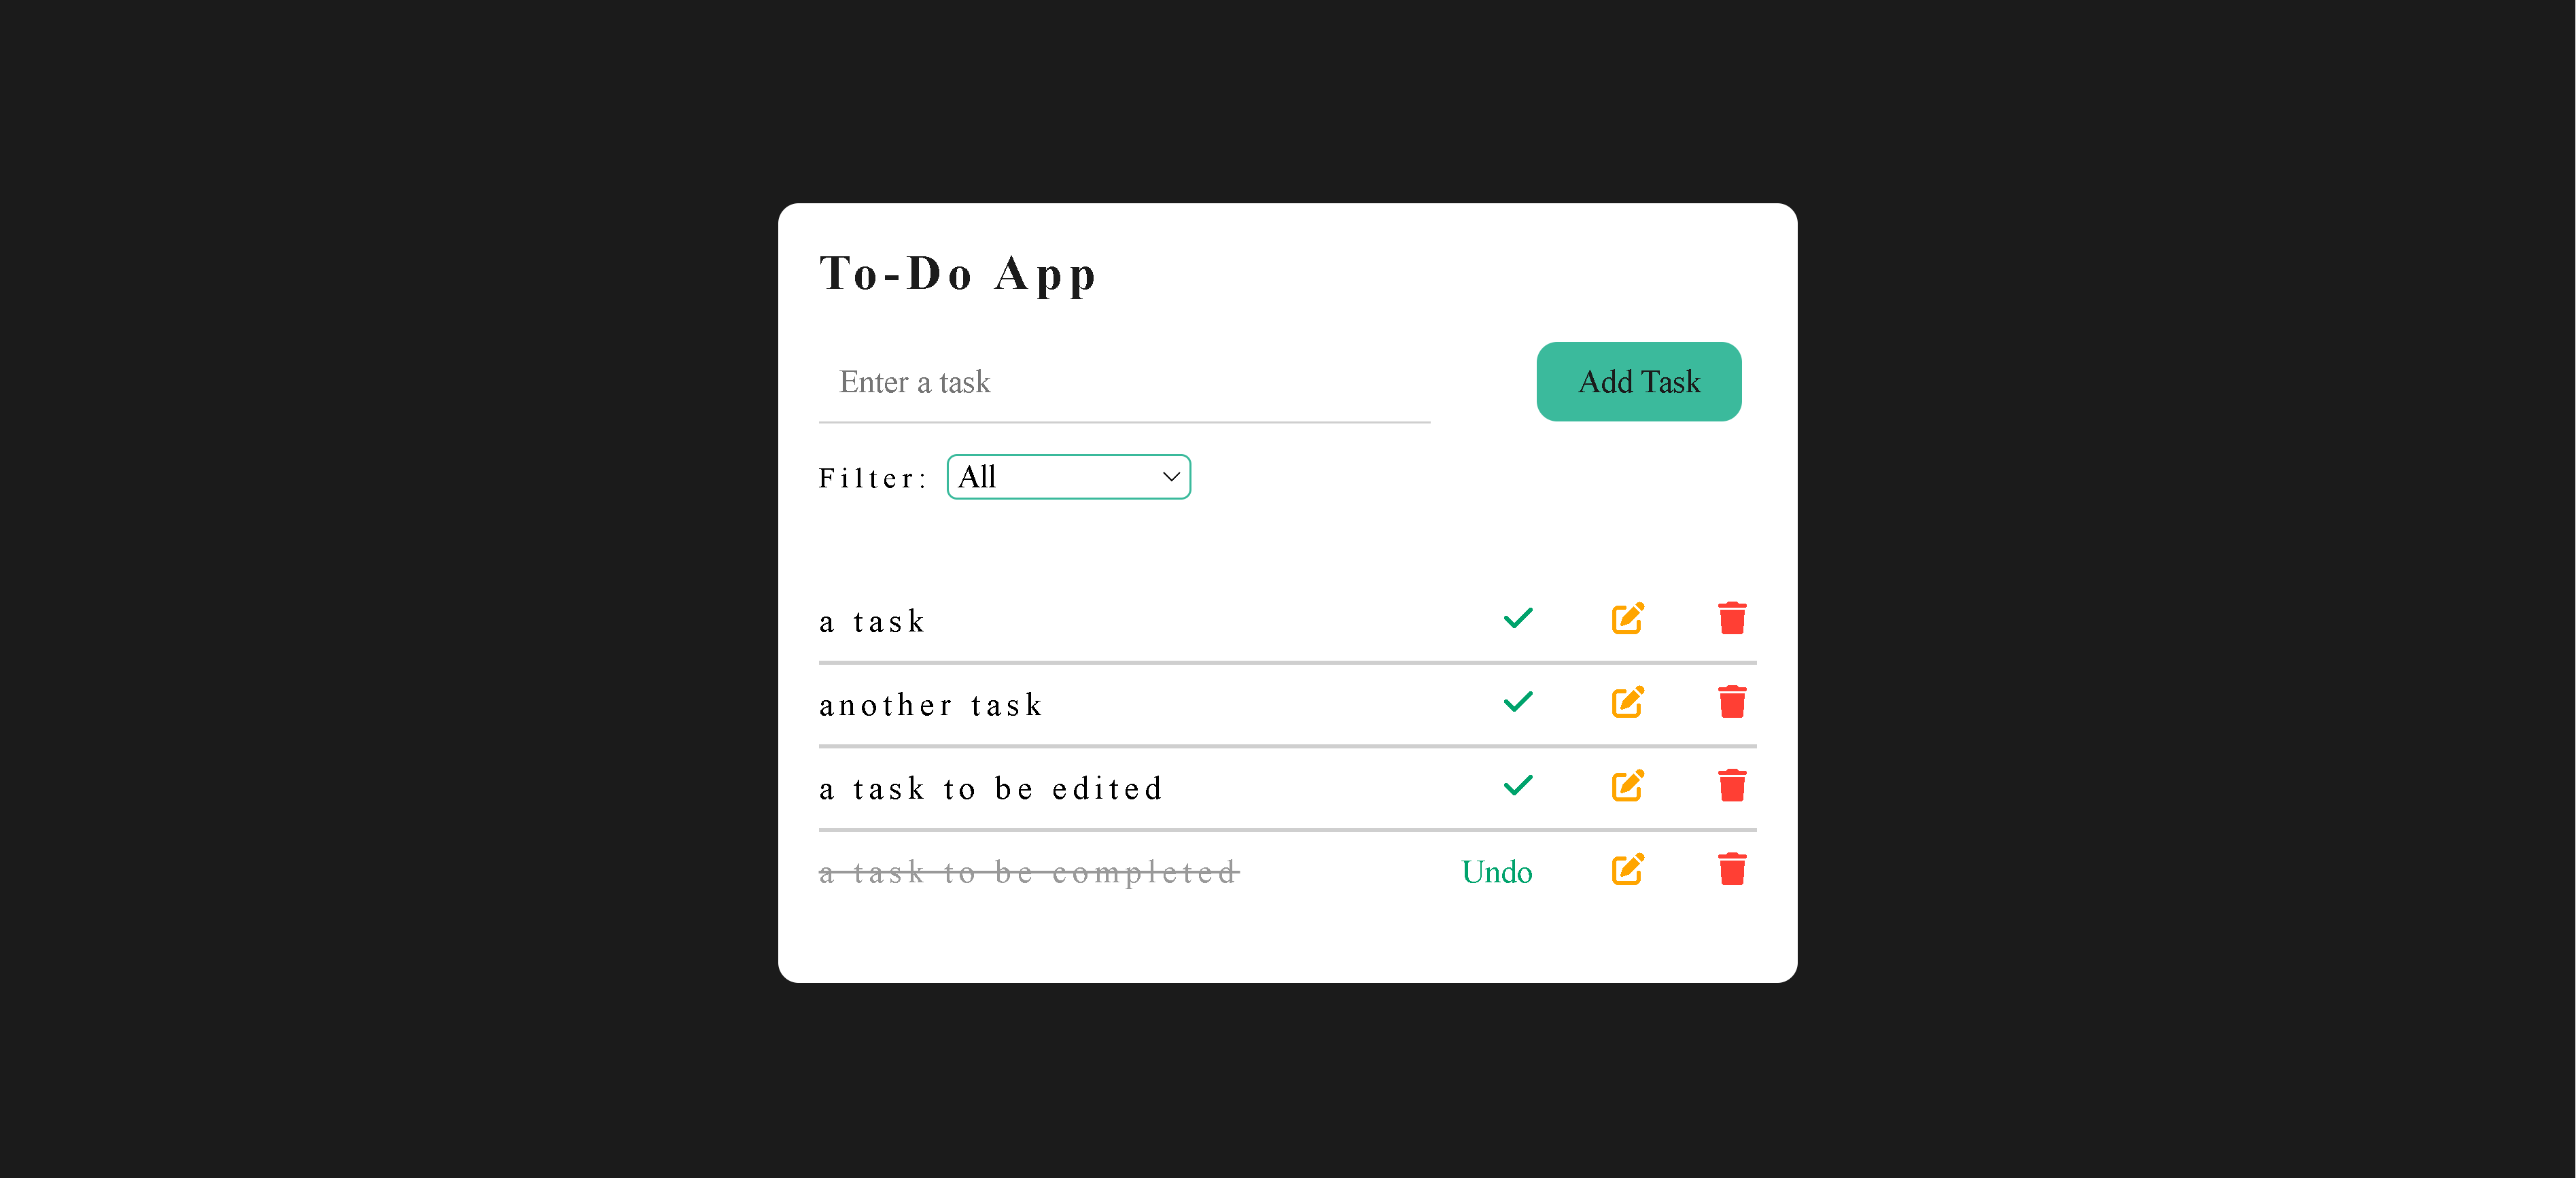 To-Do App
Enter a task
Add Task
Filter: All
a task
another task
a task to be edited
a task to be completed
Undo